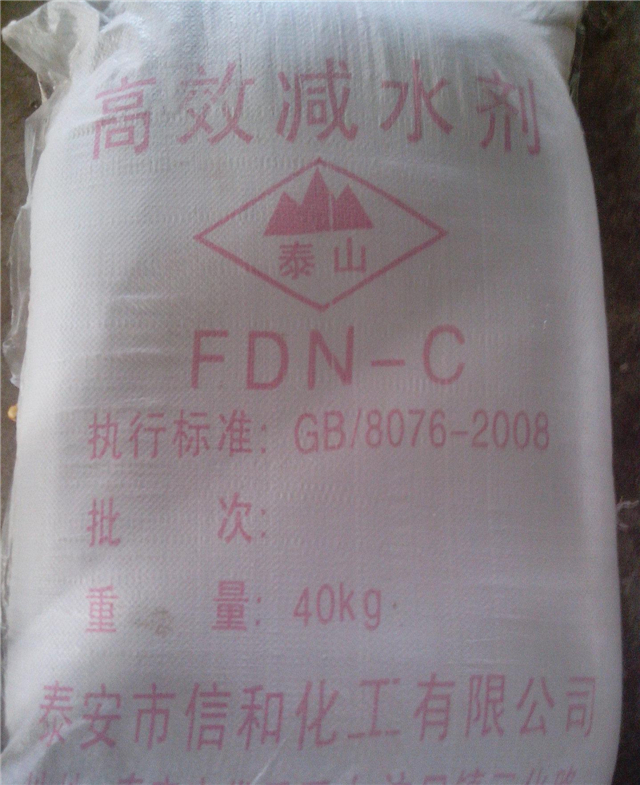 高效减水剂
泰山
FDN-C
执行标准: GB/8076-2008
批 次:
重 量: 40kg
泰安市信和化工有限公司